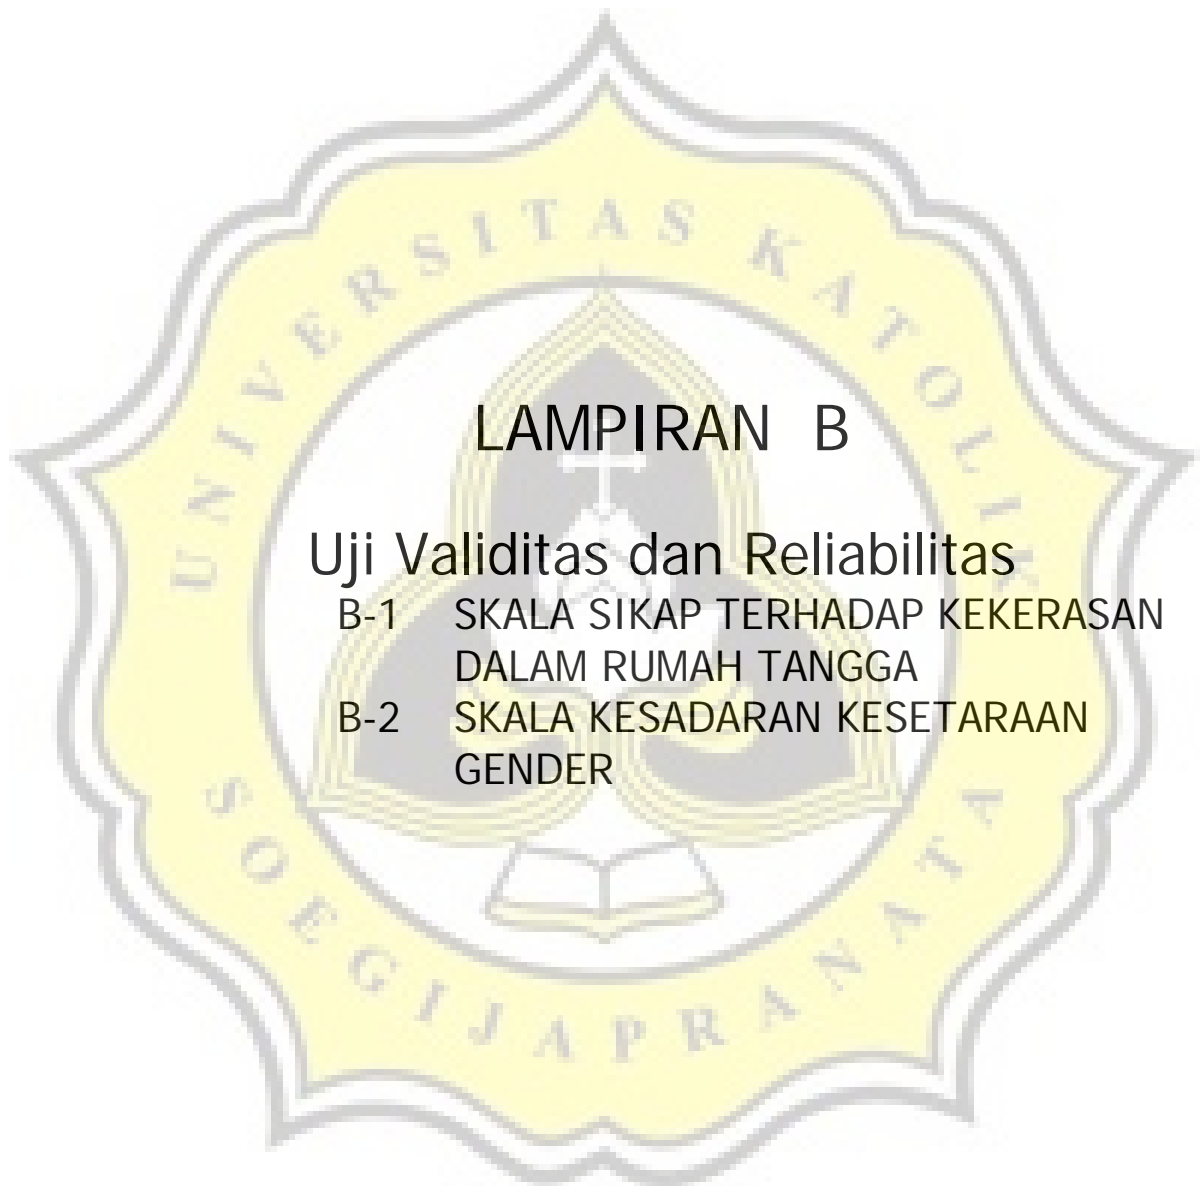 UNIVERSITAS KATOLIK
LAMPIRAN B
Uji Validitas dan Reliabilitas
B-1 SKALA SIKAP TERHADAP KEKERASAN
DALAM RUMAH TANGGA
B-2 SKALA KESADARAN KESETARAAN
GENDER
SOEGIJAPRANATA